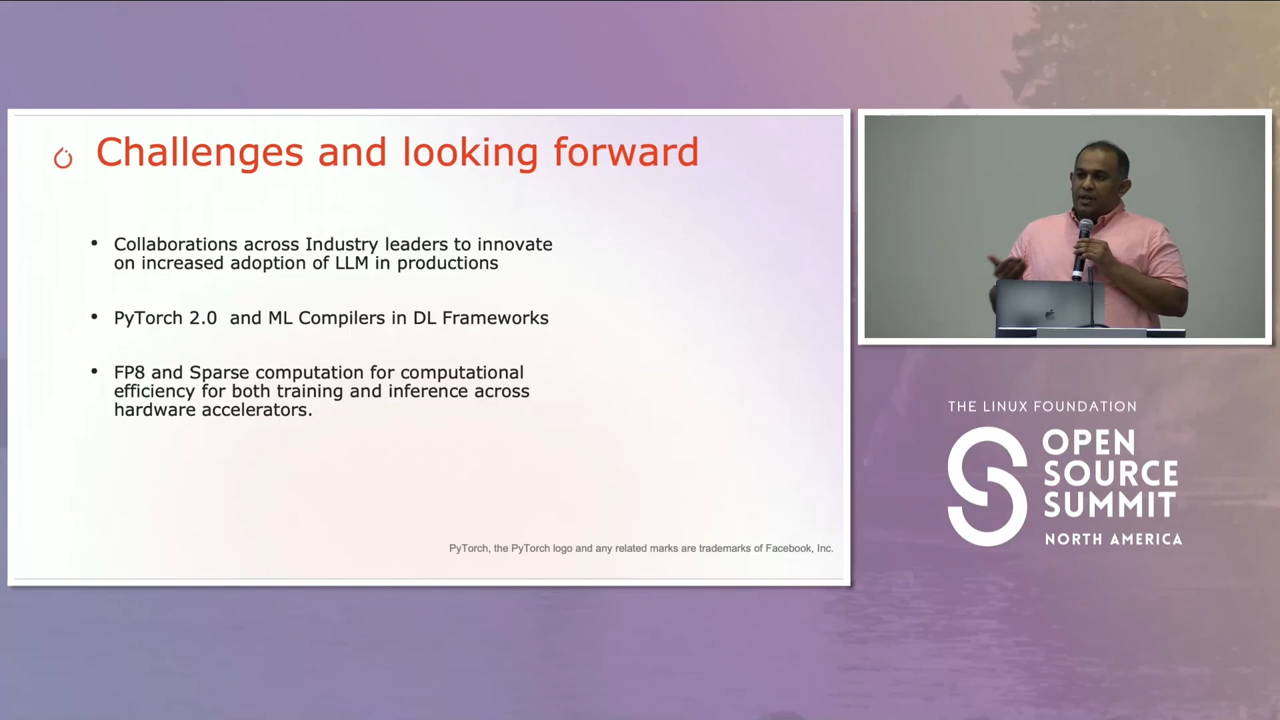 Challenges and looking forward
• Collaborations across Industry leaders to innovate
on increased adoption of LLM in productions
• PyTorch 2.0  and ML Compilers in DL Frameworks
• FP8 and Sparse computation for computational
efficiency for both training and inference across
hardware accelerators.
PyTorch, the PyTorch logo and any related marks are trademarks of Facebook, Inc.
THE LINUX FOUNDATION
OPEN
SOURCE
SUMMIT
NORTH AMERICA